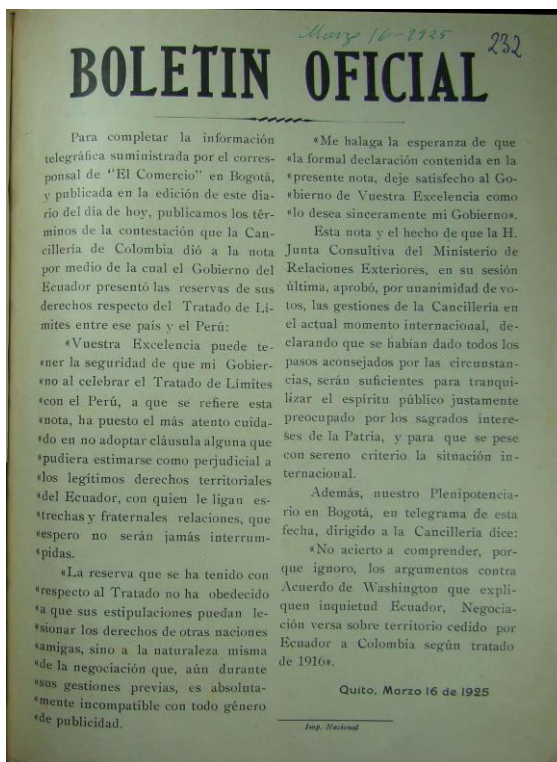 Marzo 16-1925
232
BOLETIN OFICIAL
Para completar la información
telegráfica suministrada por el corres-
ponsal de "El Comercio" en Bogotá,
y publicada en la edición de este dia-
rio del día de hoy, publicamos los tér-
minos de la contestación que la Can-
cillería de Colombia dió a la nota
por medio de la cual el Gobierno del
Ecuador presentó las reservas de sus
derechos respecto del Tratado de Lí-
mites entre ese país y el Perú:
«Vuestra Excelencia puede te-
«ner la seguridad de que mi Gobier-
«no al celebrar el Tratado de Límites
«con el Perú, a que se refiere esta
«nota, ha puesto el más atento cuida-
«do en no adoptar cláusula alguna que
«pudiera estimarse como perjudicial a
«los legítimos derechos territoriales
«del Ecuador, con quien le ligan es-
«trechas y fraternales relaciones, que
«espero no serán jamás interrum-
«pidas.
«La reserva que se ha tenido con
«respecto al Tratado no ha obedecido
«a que sus estipulaciones puedan le-
«sionar los derechos de otras naciones
«amigas, sino a la naturaleza misma
«de la negociación que, aún durante
«sus gestiones previas, es absoluta-
«mente incompatible con todo género
«de publicidad.
«Me halaga la esperanza de que
«la formal declaración contenida en la
«presente nota, deje satisfecho al Go-
«bierno de Vuestra Excelencia como
«lo desea sinceramente mi Gobierno».
Esta nota y el hecho de que la H.
Junta Consultiva del Ministerio de
Relaciones Exteriores, en su sesión
última, aprobó, por unanimidad de vo-
tos, las gestiones de la Cancillería en
el actual momento internacional, de-
clarando que se habían dado todos los
pasos aconsejados por las circunstan-
cias, serán suficientes para tranqui-
lizar el espíritu público justamente
preocupado por los sagrados intere-
ses de la Patria, y para que se pese
con sereno criterio la situación in-
ternacional.
Además, nuestro Plenipotencia-
rio en Bogotá, en telegrama de esta
fecha, dirigido a la Cancillería dice:
«No acierto a comprender, por-
que ignoro, los argumentos contra
Acuerdo de Washington que expli-
quen inquietud Ecuador, Negocia-
ción versa sobre territorio cedido por
Ecuador a Colombia según tratado
de 1916».
Quito, Marzo 16 de 1925
Imp. Nacional